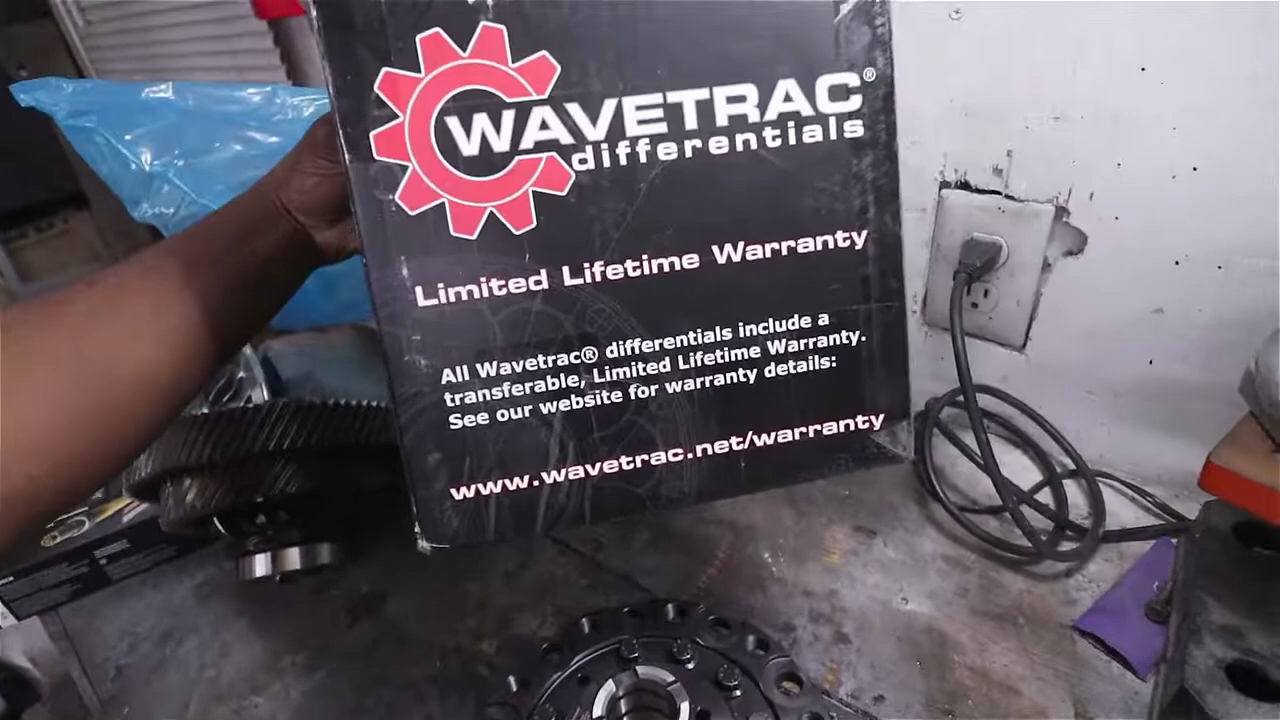 WAVETRAC®
differentials
Limited Lifetime Warranty
All Wavetrac® differentials include a
transferable, Limited Lifetime Warranty.
See our website for warranty details:
www.wavetrac.net/warranty